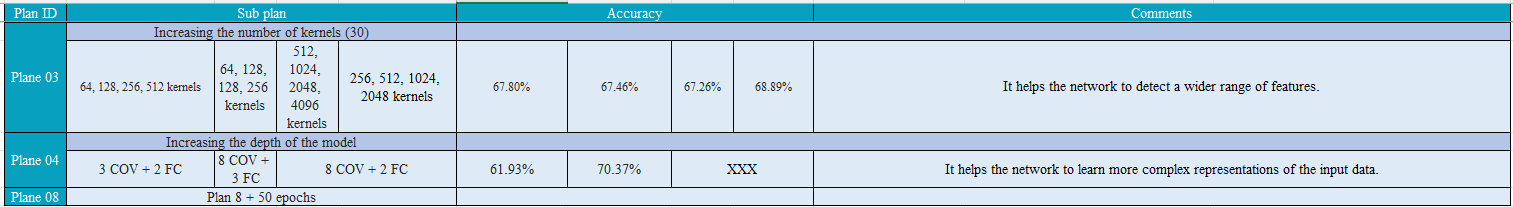 Plan ID Sub plan Accuracy Comments
Increasing the number of kernels (30)
Plane 03
64, 128, 256, 512 kernels
64, 128,
128, 256
kernels
512,
1024,
2048,
4096
kernels
256, 512, 1024,
2048 kernels
67.80%
67.46%
67.26%
68.89%
It helps the network to detect a wider range of features.
Increasing the depth of the model
Plane 04
3 COV + 2 FC
8 COV +
3 FC
8 COV + 2 FC
61.93%
70.37%
XXX
It helps the network to learn more complex representations of the input data.
Plane 08
Plan 8 + 50 epochs